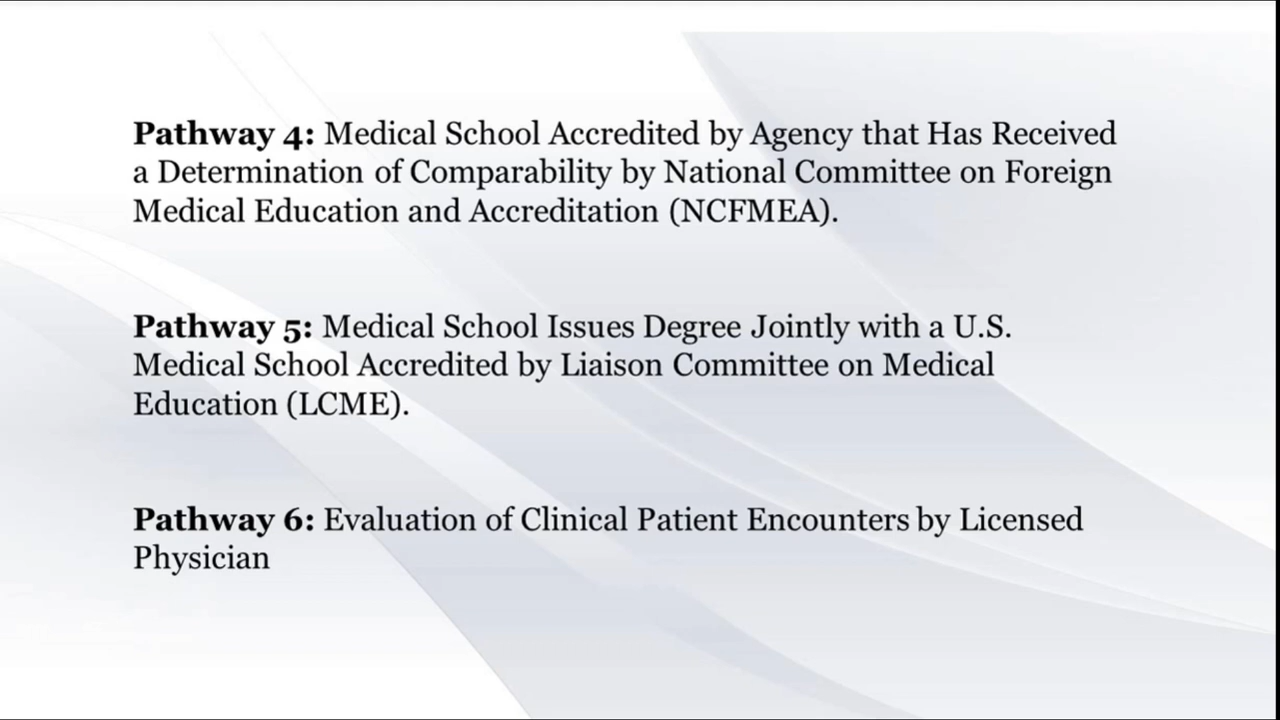 Pathway 4: Medical School Accredited by Agency that Has Received
a Determination of Comparability by National Committee on Foreign
Medical Education and Accreditation (NCFMEA).
Pathway 5: Medical School Issues Degree Jointly with a U.S.
Medical School Accredited by Liaison Committee on Medical
Education (LCME).
Pathway 6: Evaluation of Clinical Patient Encounters by Licensed
Physician